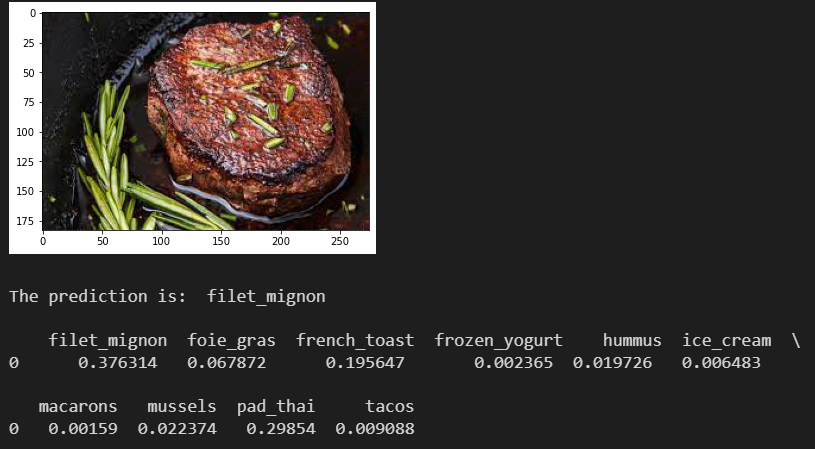 0
25
50
75
100
125
150
175
0 50 100 150 200 250
The prediction is: filet_mignon
filet_mignon foie_gras french_toast frozen_yogurt hummus ice_cream \
0 0.376314 0.067872 0.195647 0.002365 0.019726 0.006483
macarons mussels pad_thai tacos
0 0.00159 0.022374 0.29854 0.009088